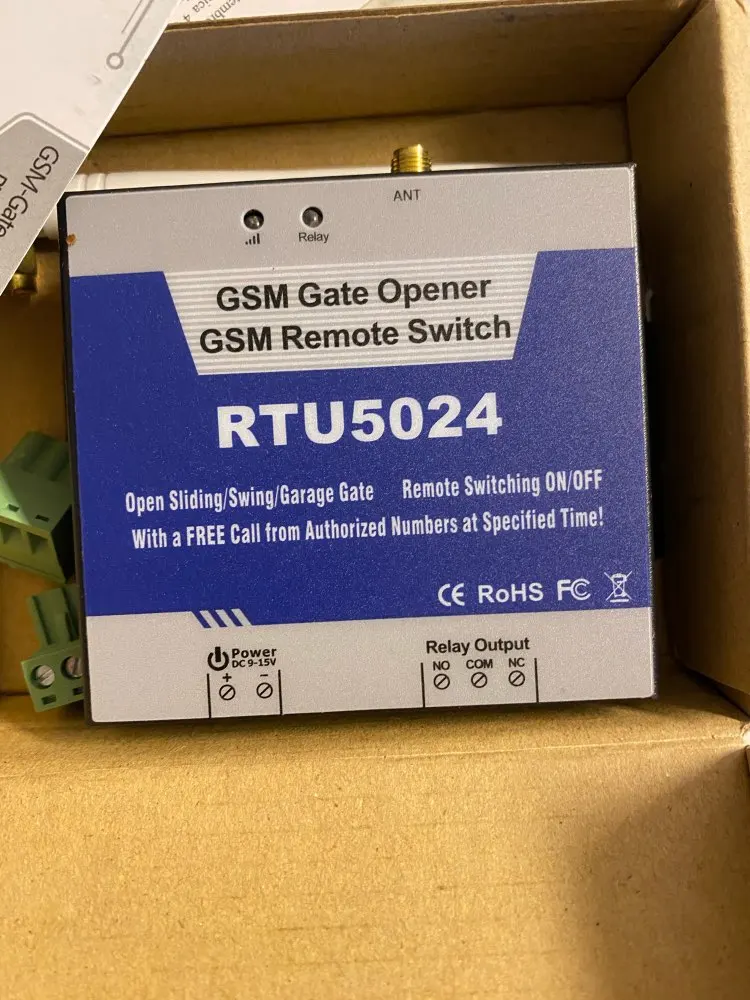 tembri
GSM-Gate
ANT
Relay
GSM Gate Opener
GSM Remote Switch
RTU5024
Open Sliding/Swing/Garage Gate Remote Switching ON/OFF
With a FREE Call from Authorized Numbers at Specified Time!
CE RoHS FC
Power
DC 9-15V
+ -
Relay Output
NO COM NC